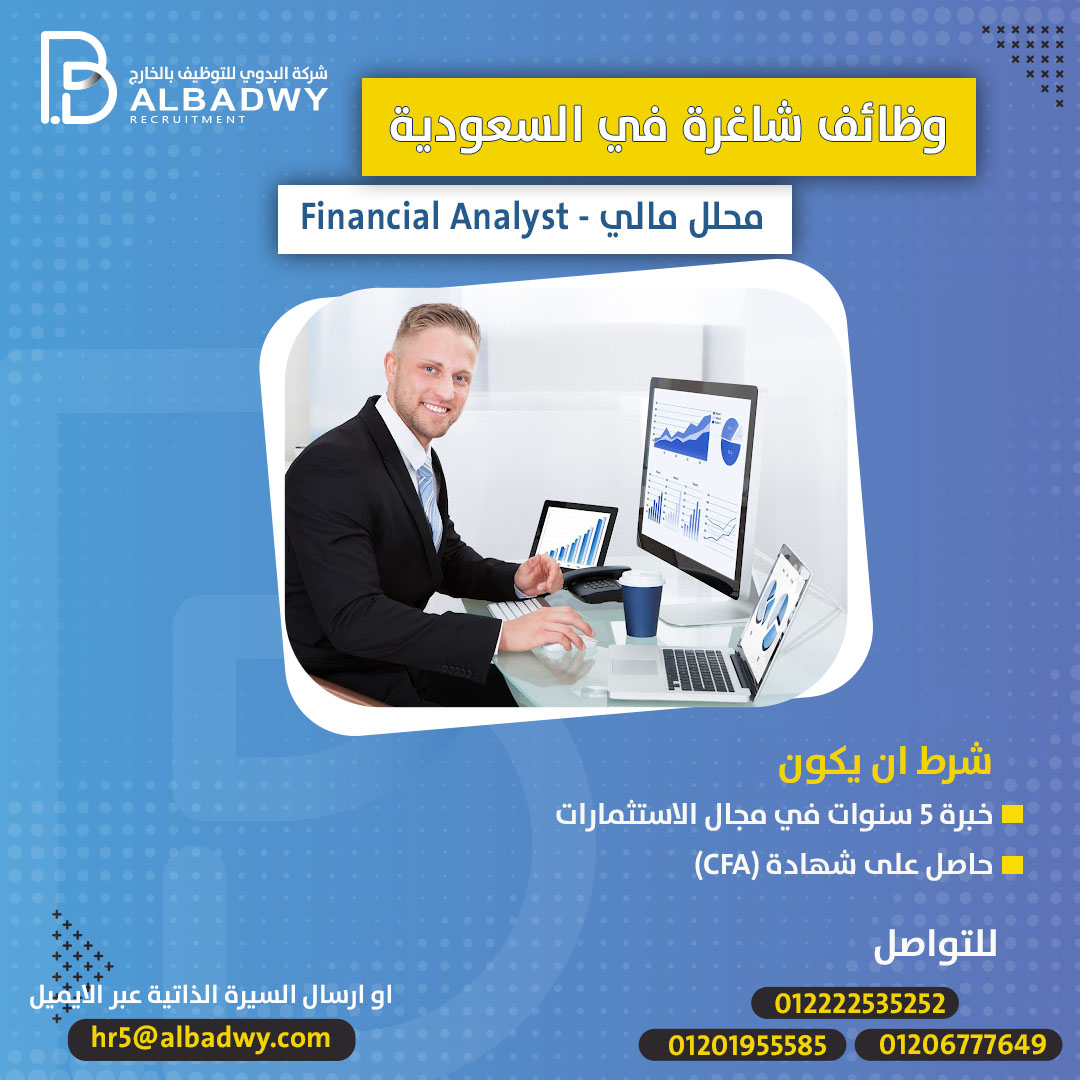 شركة البدوي للتوظيف بالخارج
ALBADWY
RECRUITMENT
وظائف شاغرة في السعودية
محلل مالي - Financial Analyst
شرط ان يكون
خبرة 5 سنوات في مجال الاستثمارات
حاصل على شهادة (CFA)
للتواصل
012222535252
01206777649
01201955585
او ارسال السيرة الذاتية عبر الايميل
hr5@albadwy.com